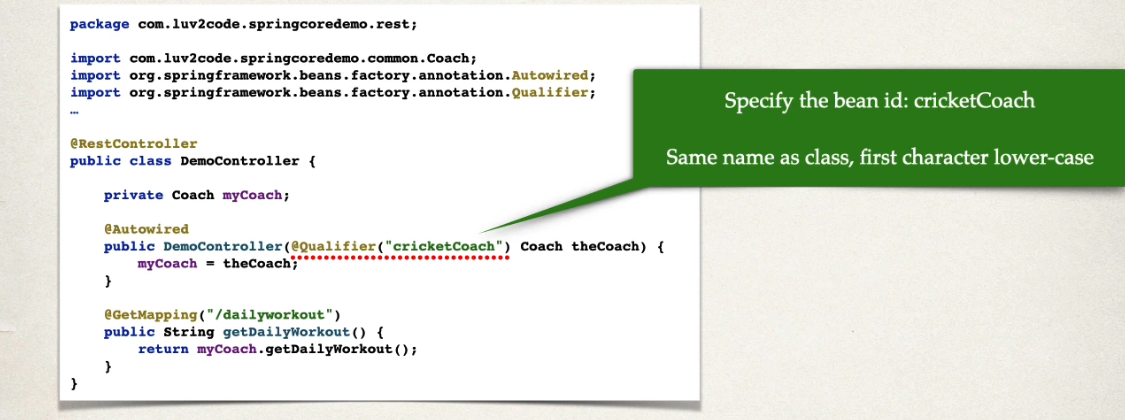 package com.luv2code.springcoredemo.rest;
import com.luv2code.springcoredemo.common.Coach;
import org.springframework.beans.factory.annotation.Autowired;
import org.springframework.beans.factory.annotation.Qualifier;
…
@RestController
public class DemoController {
private Coach myCoach;
@Autowired
public DemoController(@Qualifier("cricketCoach") Coach theCoach) {
myCoach = theCoach;
}
@GetMapping("/dailyworkout")
public String getDailyWorkout() {
return myCoach.getDailyWorkout();
}
}
Specify the bean id: cricketCoach
Same name as class, first character lower-case